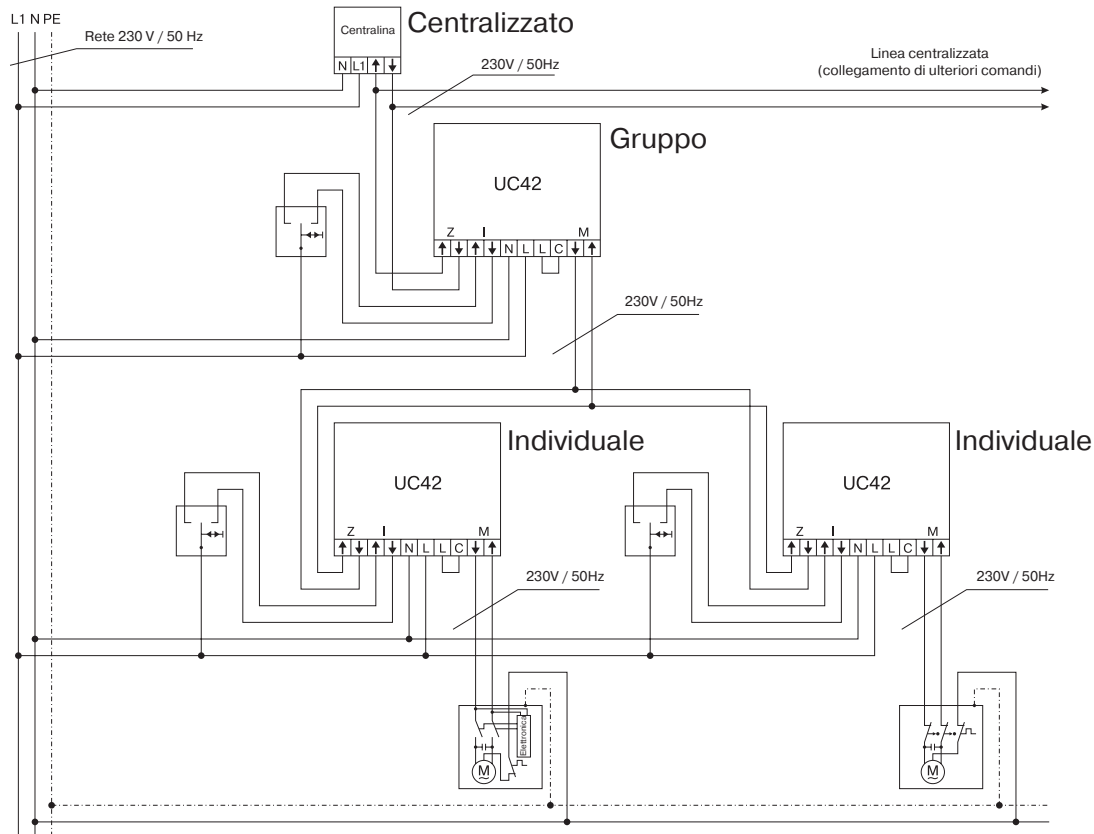 L1 N PE
Rete 230 V / 50 Hz
Centralina
Centralizzato
N L1
230V / 50Hz
Linea centralizzata
(collegamento di ulteriori comandi)
Gruppo
UC42
Z I M
N L L C
230V / 50Hz
Individuale
UC42
Z I M
N L L C
230V / 50Hz
Elettronica
M
~
Individuale
UC42
Z I M
N L L C
230V / 50Hz
M
~